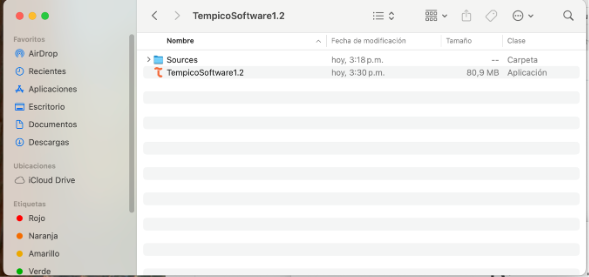 TempicoSoftware1.2
Favoritos
AirDrop
Recientes
Aplicaciones
Escritorio
Documentos
Descargas
Ubicaciones
iCloud Drive
Etiquetas
Rojo
Naranja
Amarillo
Verde
Nombre Fecha de modificación Tamaño Clase
Sources hoy, 3:18 p.m. -- Carpeta
TempicoSoftware1.2 hoy, 3:30 p.m. 80,9 MB Aplicación